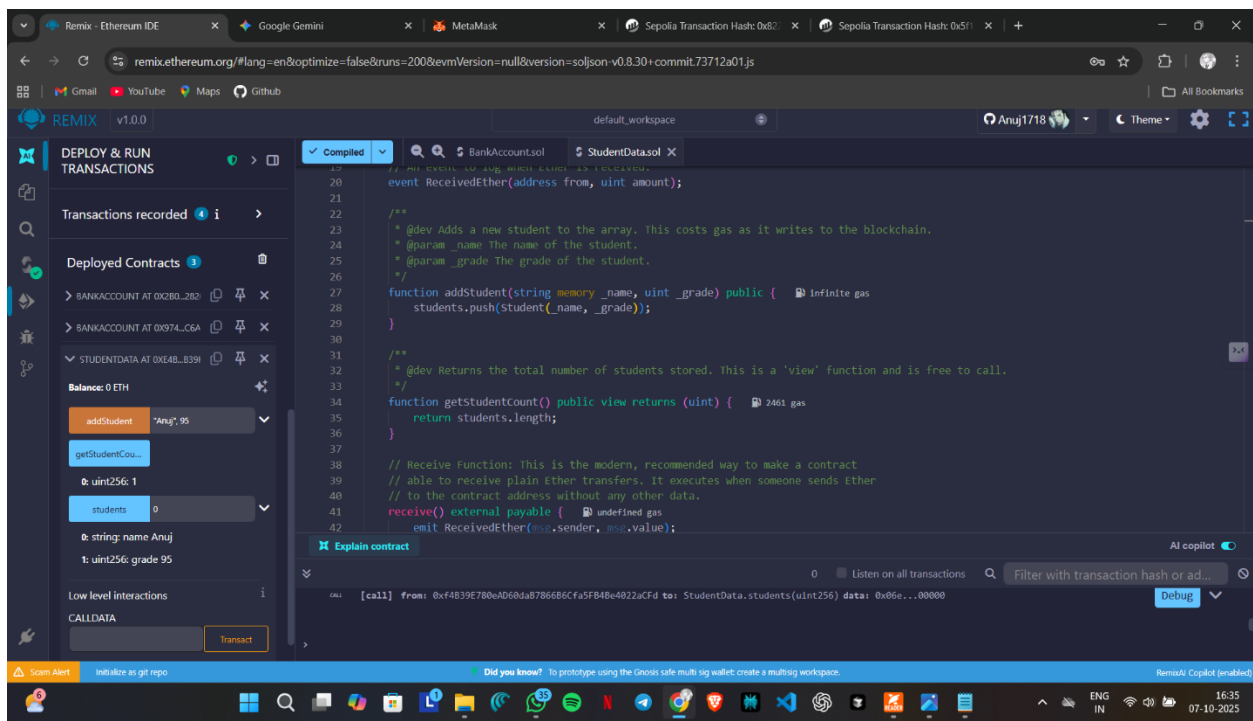 Remix - Ethereum IDE
Google Gemini
MetaMask
Sepolia Transaction Hash: 0x82
Sepolia Transaction Hash: 0x5f1
remix.ethereum.org/#lang=en&optimize=false&runs=200&evmVersion=null&version=soljson-v0.8.30+commit.73712a01.js
Gmail YouTube Maps Github All Bookmarks
REMIX v1.0.0 default_workspace Anuj1718 Theme
DEPLOY & RUN
TRANSACTIONS
Transactions recorded 4 i
Deployed Contracts 3
BANKACCOUNT AT 0X2B0...282
BANKACCOUNT AT 0X974...C6A
STUDENTDATA AT 0XE4B...B39
Balance: 0 ETH
addStudent "Anuj", 95
getStudentCou...
0: uint256: 1
students 0
0: string: name Anuj
1: uint256: grade 95
Low level interactions i
CALLDATA
Transact
Compiled BankAccount.sol StudentData.sol
19 // An event to log when Ether is received.
20 event ReceivedEther(address from, uint amount);
21
22 /**
23 * @dev Adds a new student to the array. This costs gas as it writes to the blockchain.
24 * @param _name The name of the student.
25 * @param _grade The grade of the student.
26 */
27 function addStudent(string memory _name, uint _grade) public { infinite gas
28 students.push(Student(_name, _grade));
29 }
30
31 /**
32 * @dev Returns the total number of students stored. This is a 'view' function and is free to call.
33 */
34 function getStudentCount() public view returns (uint) { 2461 gas
35 return students.length;
36 }
37
38 // Receive Function: This is the modern, recommended way to make a contract
39 // able to receive plain Ether transfers. It executes when someone sends Ether
40 // to the contract address without any other data.
41 receive() external payable { undefined gas
42 emit ReceivedEther(msg.sender, msg.value);
Explain contract AI copilot
0 Listen on all transactions Filter with transaction hash or ad...
[call] from: 0xf4B39E780eAD60daB7866B6Cfa5FB4Be4022aCFd to: StudentData.students(uint256) data: 0x06e...00000 Debug
Scam Alert Initialize as git repo Did you know? To prototype using the Gnosis safe multi sig wallet: create a multisig workspace. RemixAI Copilot (enabled)
6 1 35 ENG
IN
16:35
07-10-2025